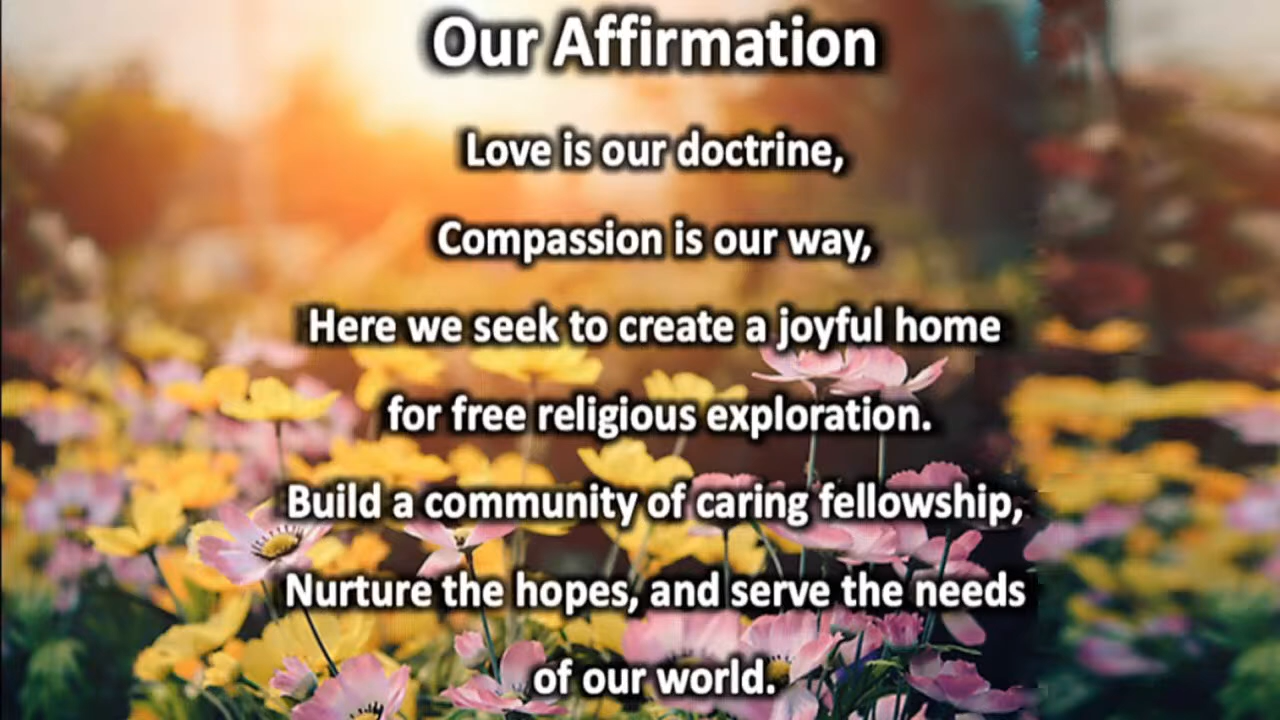 Our Affirmation
Love is our doctrine,
Compassion is our way,
Here we seek to create a joyful home
for free religious exploration.
Build a community of caring fellowship,
Nurture the hopes, and serve the needs
of our world.